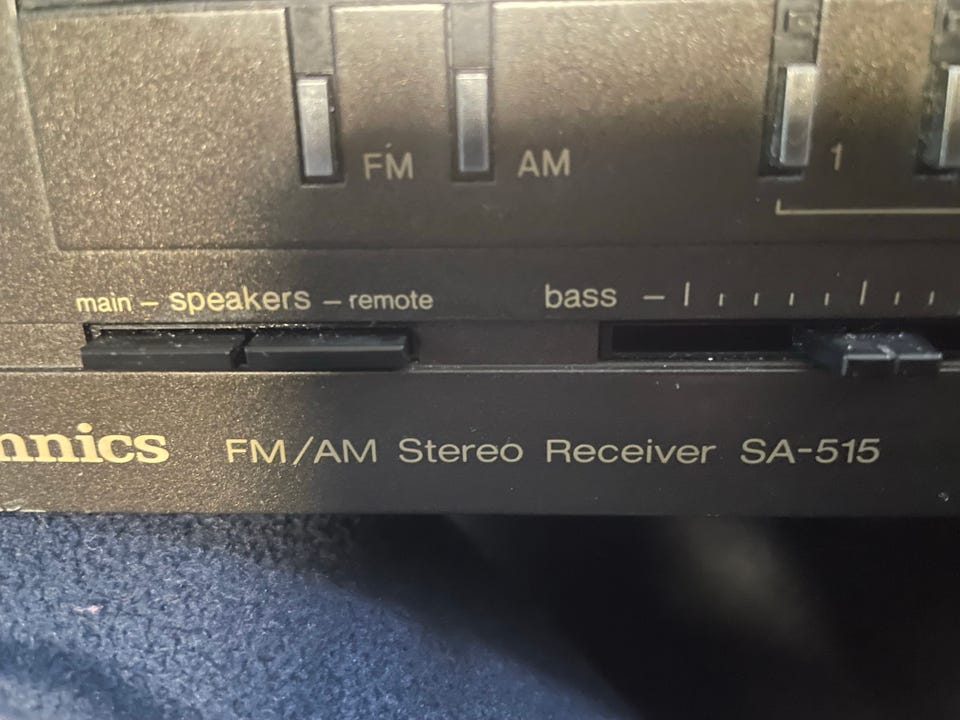 FM AM 1
main – speakers – remote bass –
nnics FM/AM Stereo Receiver SA-515